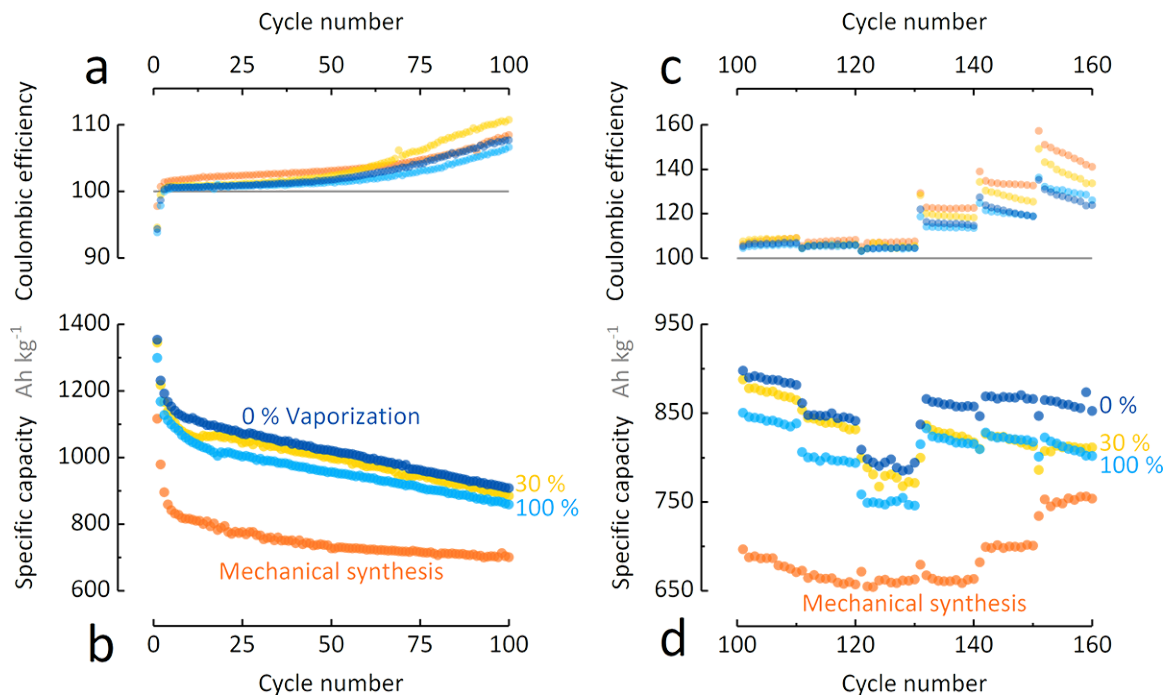 Cycle number
a
0 25 50 75 100
Coulombic efficiency
110
100
90
Specific capacity Ah kg-1
1400
1200
1000
800
600
0 % Vaporization
30 %
100 %
Mechanical synthesis
0 25 50 75 100
b
Cycle number
Cycle number
c
100 120 140 160
Coulombic efficiency
160
140
120
100
Specific capacity Ah kg-1
950
850
750
650
0 %
30 %
100 %
Mechanical synthesis
100 120 140 160
d
Cycle number